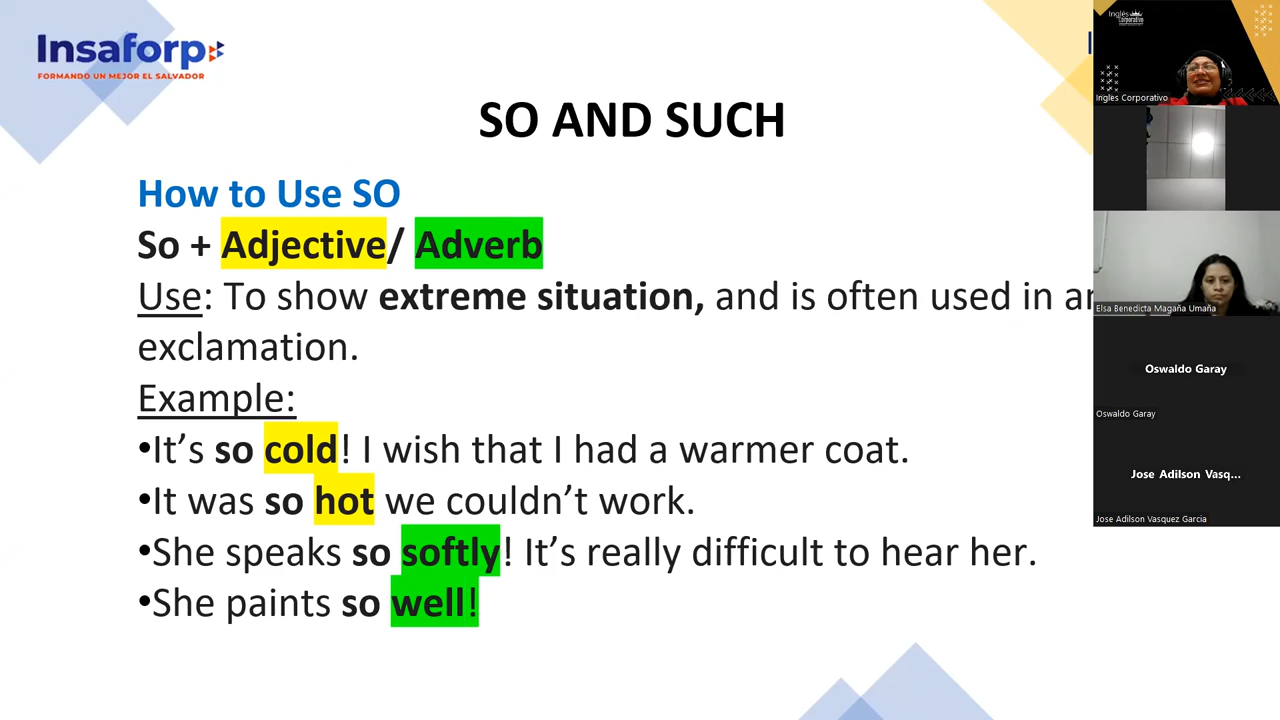 Insaforp
FORMANDO UN MEJOR EL SALVADOR
SO AND SUCH
How to Use SO
So + Adjective/ Adverb
Use: To show extreme situation, and is often used in an
exclamation.
Example:
•It’s so cold! I wish that I had a warmer coat.
•It was so hot we couldn’t work.
•She speaks so softly! It’s really difficult to hear her.
•She paints so well!
Inglés
Corporativo
Ingles Corporativo
Elsa Benedicta Magaña Umaña
Oswaldo Garay
Oswaldo Garay
Jose Adilson Vasq...
Jose Adilson Vasquez Garcia